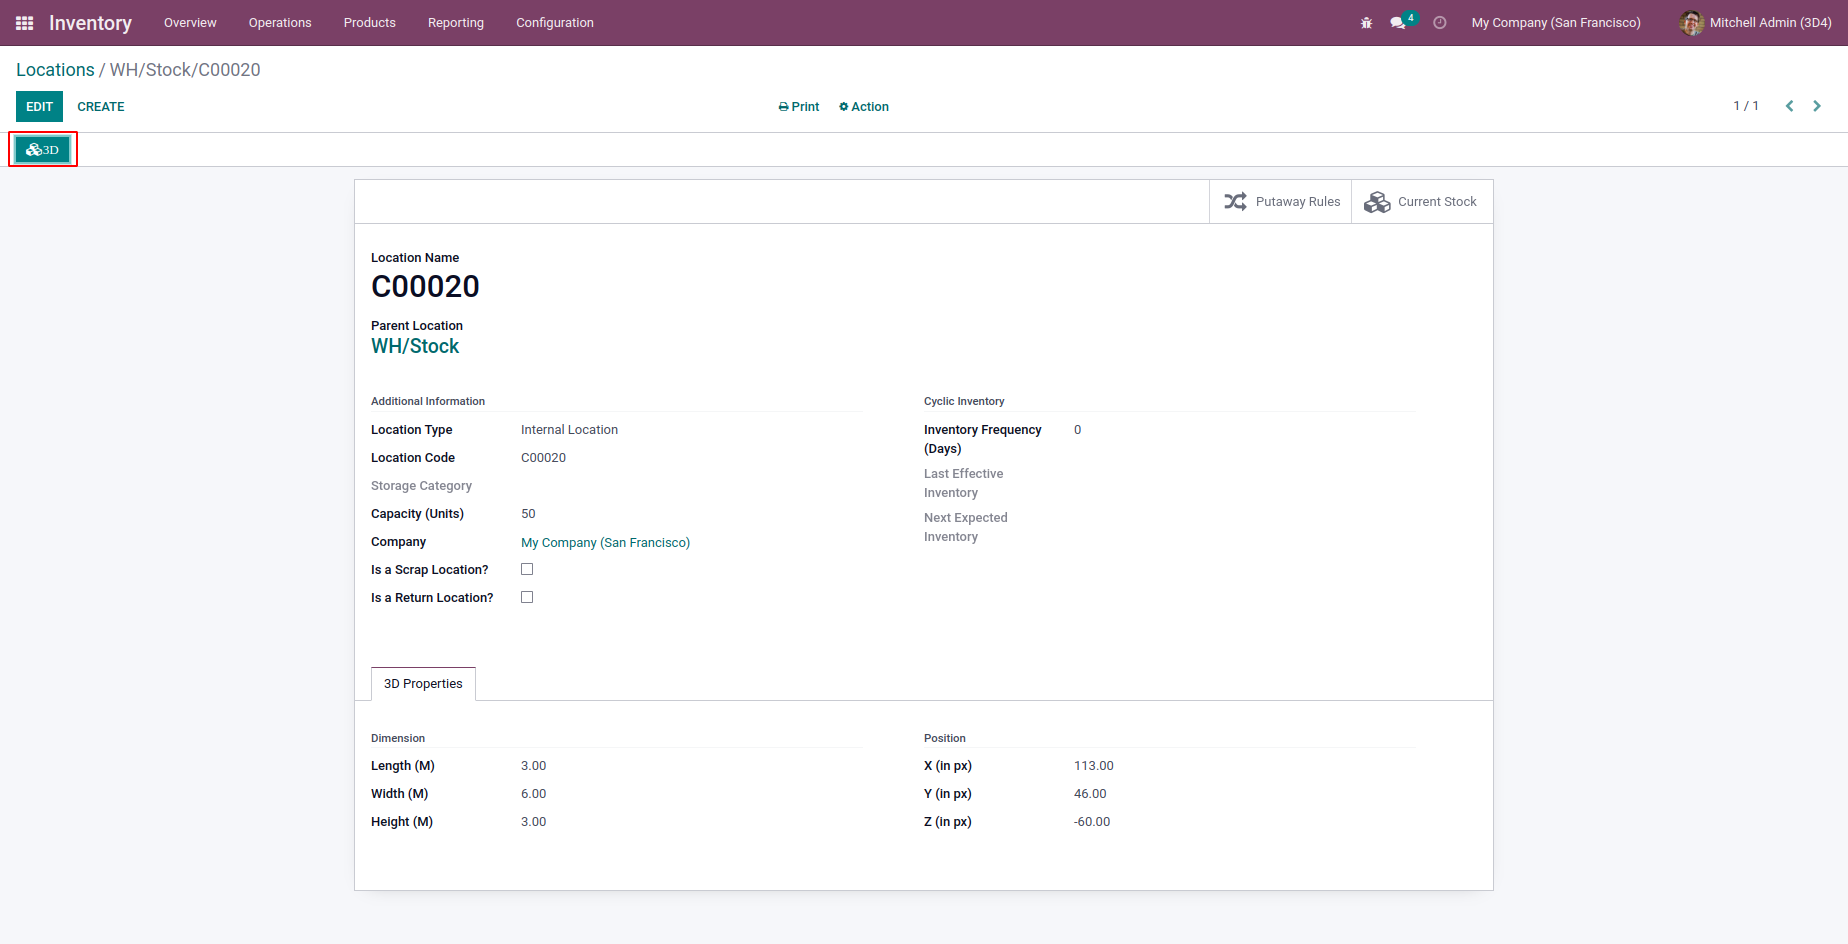 Inventory Overview Operations Products Reporting Configuration 4 My Company (San Francisco) Mitchell Admin (3D4)
Locations / WH/Stock/C00020
EDIT CREATE Print Action 1 / 1
3D
Putaway Rules Current Stock
Location Name
C00020
Parent Location
WH/Stock
Additional Information
Location Type Internal Location
Location Code C00020
Storage Category
Capacity (Units) 50
Company My Company (San Francisco)
Is a Scrap Location?
Is a Return Location?
Cyclic Inventory
Inventory Frequency 0
(Days)
Last Effective
Inventory
Next Expected
Inventory
3D Properties
Dimension
Length (M) 3.00
Width (M) 6.00
Height (M) 3.00
Position
X (in px) 113.00
Y (in px) 46.00
Z (in px) -60.00